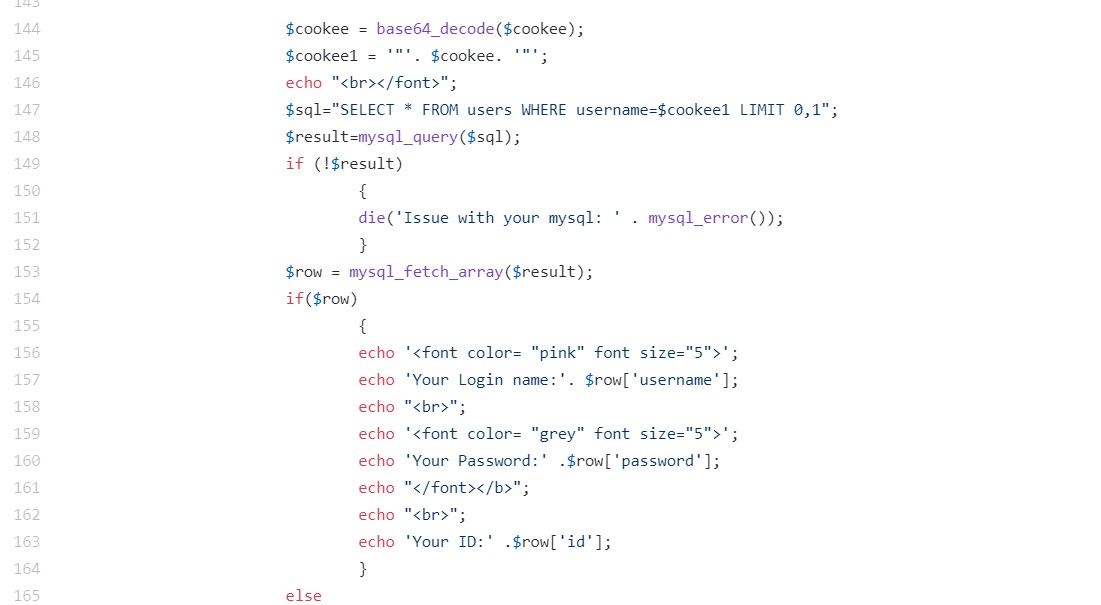 143
144 $cookee = base64_decode($cookee);
145 $cookee1 = '"'. $cookee. '"';
146 echo "<br></font>";
147 $sql="SELECT * FROM users WHERE username=$cookee1 LIMIT 0,1";
148 $result=mysql_query($sql);
149 if (!$result)
150 {
151 die('Issue with your mysql: ' . mysql_error());
152 }
153 $row = mysql_fetch_array($result);
154 if($row)
155 {
156 echo '<font color= "pink" font size="5">';
157 echo 'Your Login name:'. $row['username'];
158 echo "<br>";
159 echo '<font color= "grey" font size="5">';
160 echo 'Your Password:' .$row['password'];
161 echo "</font></b>";
162 echo "<br>";
163 echo 'Your ID:' .$row['id'];
164 }
165 else